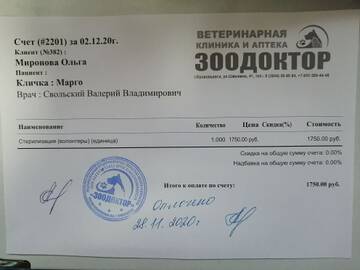 Счет (#2201) за 02.12.20г.
Клиент (№382) :
Миронова Ольга
Пациент :
Кличка : Марго
Врач : Свольский Валерий Владимирович
ВЕТЕРИНАРНАЯ
КЛИНИКА И АПТЕКА
ЗООДОКТОР
Наименование Количество Цена Скидка(%) Стоимость
Стерилизация (волонтеры) (единица) 1.000 1750.00 руб. 1750.00 руб.
Скидка на общую сумму счета: 0.00%
Надбавка на общую сумму счета: 0.00%
Итого к оплате по счету: 1750.00 руб.
"ЗООДОКТОР"
Оплачено
28.11.2020г